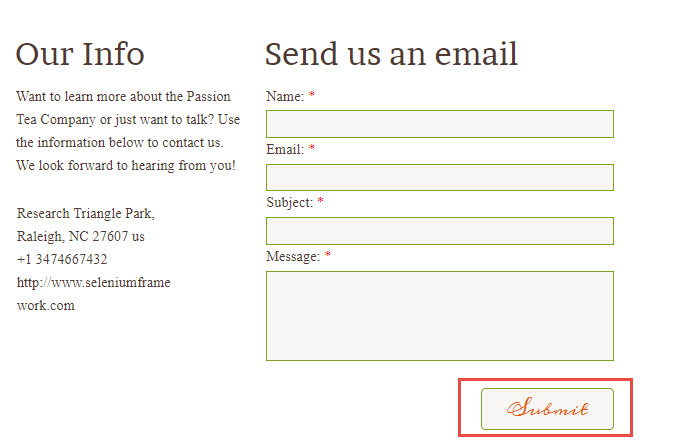 Our Info
Want to learn more about the Passion
Tea Company or just want to talk? Use
the information below to contact us.
We look forward to hearing from you!
Research Triangle Park,
Raleigh, NC 27607 us
+1 3474667432
http://www.seleniumframe
work.com
Send us an email
Name: *
Email: *
Subject: *
Message: *
Submit